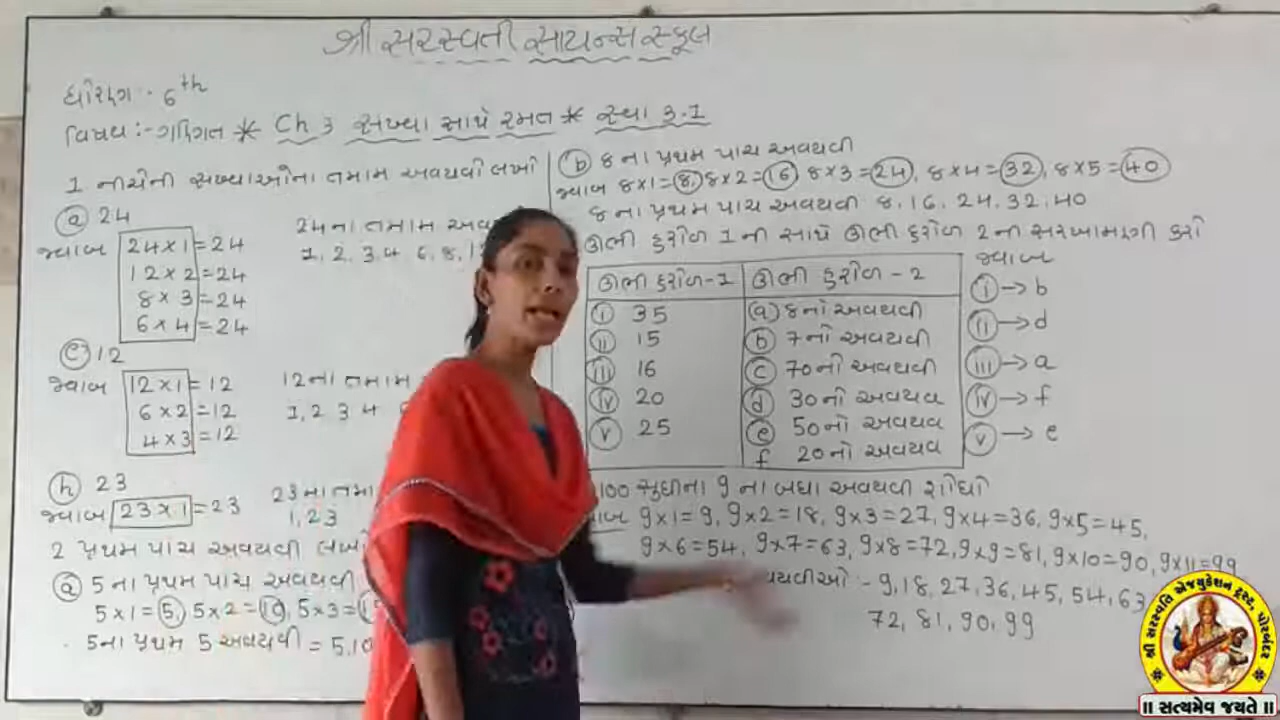 શ્રી સરસ્વતી સાયન્સ સ્કૂલ
ધોરણ : 6th
વિષય :- ગણિત * Ch 3 સંખ્યા સાથે રમત * સ્વા 3.1
1 નીચેની સંખ્યાઓના તમામ અવયવો લખો
(a) 24
જવાબ 24×1=24
12×2=24
8×3=24
6×4=24
24ના તમામ
1, 2, 3, 4 6, 8,
(c) 12
જવાબ 12×1=12
6×2=12
4×3=12
12ના તમામ
1, 2 3 4
(h) 23
જવાબ 23×1=23
23ના
1, 23
2 પ્રથમ પાંચ અવયવી
(a) 5 ના પ્રથમ પાંચ અવયવી
5×1=5, 5×2=10, 5×3=
5ના પ્રથમ 5 અવયવી = 5,10
(b) 8 ના પ્રથમ પાંચ અવયવી
જવાબ 8×1=8, 8×2=16 8×3=24, 8×4=32, 8×5=40
8 ના પ્રથમ પાંચ અવયવી 8, 16, 24, 32, 40
ઊભી હરોળ 1 ની સાથે ઊભી હરોળ 2 ની સરખામણી કરો
ઊભી હરોળ-1 ઊભી હરોળ - 2
(i) 35 (a) 8નો અવયવી
(ii) 15 (b) 7નો અવયવી
(iii) 16 (c) 70નો અવયવી
(iv) 20 (d) 30નો અવયવ
(v) 25 (e) 50નો અવયવ
f 20નો અવયવ
જવાબ
(i) → b
(ii) → d
(iii) → a
(iv) → f
(v) → e
100 સુધીના 9 ના બધા અવયવી શોધો
9×1=9, 9×2=18, 9×3=27, 9×4=36, 9×5=45,
9×6=54, 9×7=63, 9×8=72, 9×9=81, 9×10=90, 9×11=99
:- 9, 18, 27, 36, 45, 54, 63
72, 81, 90, 99
શ્રી સરસ્વતિ એજ્યુકેશન ટ્રસ્ટ, પોરબંદર
॥ સત્યમેવ જયતે ॥